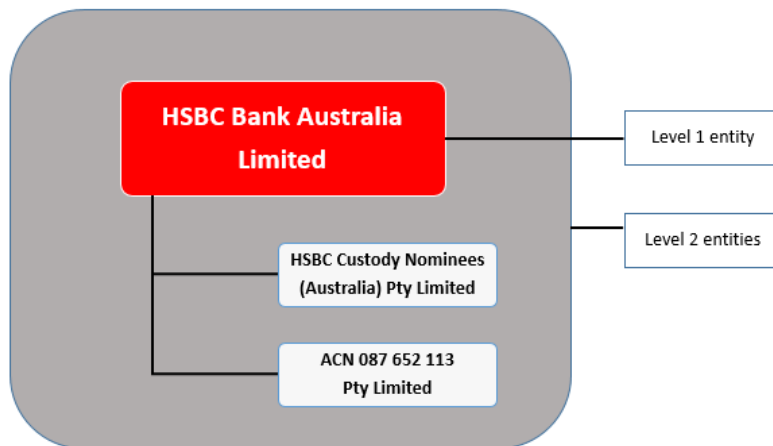 HSBC Bank Australia
Limited
Level 1 entity
Level 2 entities
HSBC Custody Nominees
(Australia) Pty Limited
ACN 087 652 113
Pty Limited